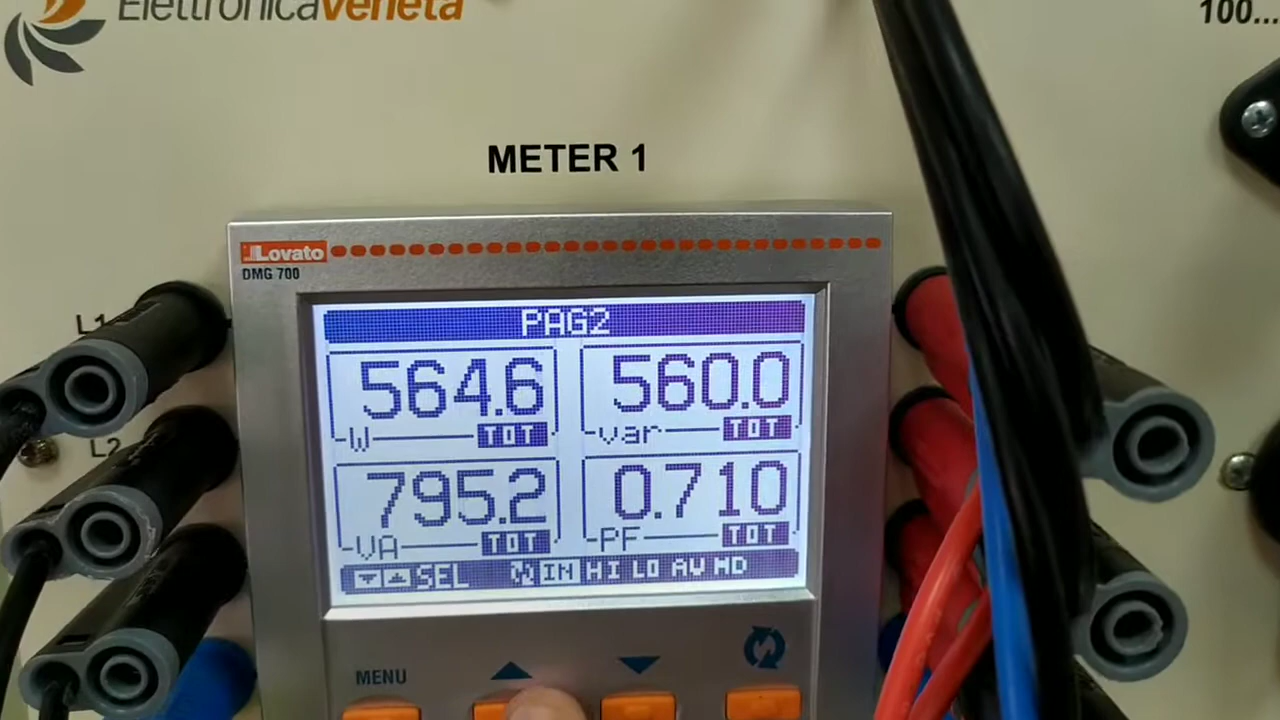 ElettronicaVeneta
100...
METER 1
Lovato
DMG 700
L1
L2
PAG2
564.6
W TOT
560.0
var TOT
795.2
VA TOT
0.710
PF TOT
SEL IN HI LO AV MD
MENU